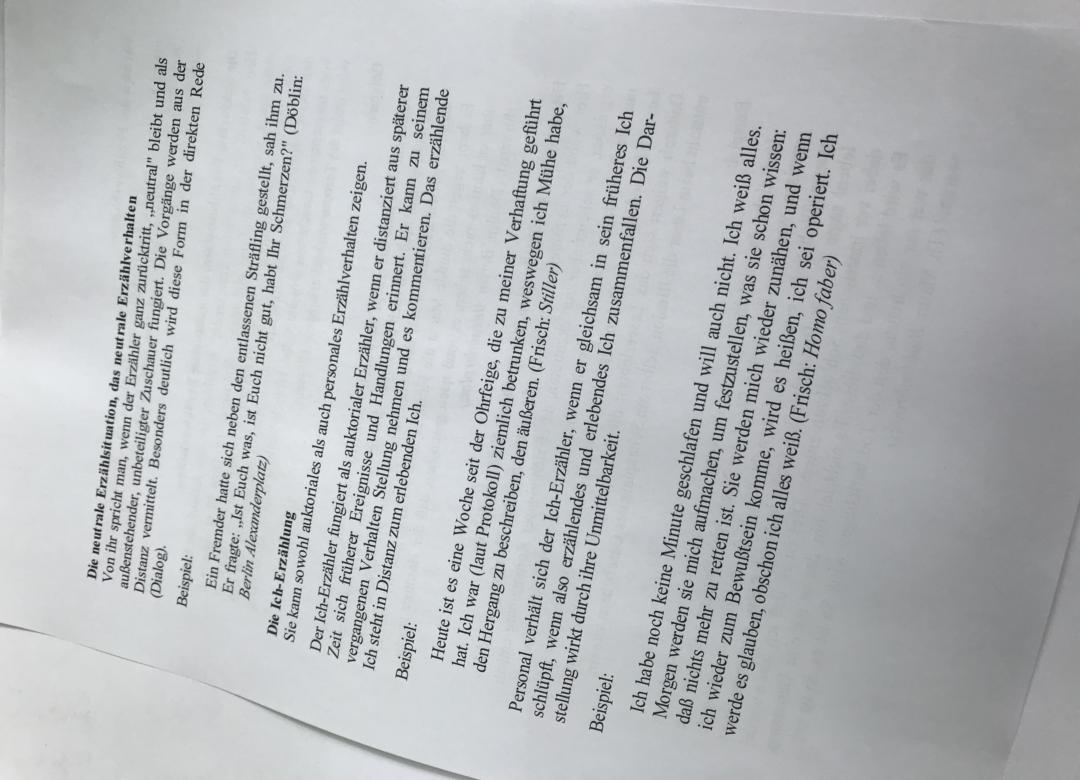 Die neutrale Erzählsituation, das neutrale Erzählverhalten
Von ihr spricht man, wenn der Erzähler ganz zurücktritt, „neutral" bleibt und als
außenstehender, unbeteiligter Zuschauer fungiert. Die Vorgänge werden aus der
Distanz vermittelt. Besonders deutlich wird diese Form in der direkten Rede
(Dialog).
Beispiel:
Ein Fremder hatte sich neben den entlassenen Sträfling gestellt, sah ihm zu.
Er fragte: „Ist Euch was, ist Euch nicht gut, habt Ihr Schmerzen?" (Döblin:
Berlin Alexanderplatz)
Die Ich-Erzählung
Sie kann sowohl auktoriales als auch personales Erzählverhalten zeigen.
Der Ich-Erzähler fungiert als auktorialer Erzähler, wenn er distanziert aus späterer
Zeit sich früherer Ereignisse und Handlungen erinnert. Er kann zu seinem
vergangenen Verhalten Stellung nehmen und es kommentieren. Das erzählende
Ich steht in Distanz zum erlebenden Ich.
Beispiel:
Heute ist es eine Woche seit der Ohrfeige, die zu meiner Verhaftung geführt
hat. Ich war (laut Protokoll) ziemlich betrunken, weswegen ich Mühe habe,
den Hergang zu beschreiben, den äußeren. (Frisch: Stiller)
Personal verhält sich der Ich-Erzähler, wenn er gleichsam in sein früheres Ich
schlüpft, wenn also erzählendes und erlebendes Ich zusammenfallen. Die Dar-
stellung wirkt durch ihre Unmittelbarkeit.
Beispiel:
Ich habe noch keine Minute geschlafen und will auch nicht. Ich weiß alles.
Morgen werden sie mich aufmachen, um festzustellen, was sie schon wissen:
daß nichts mehr zu retten ist. Sie werden mich wieder zunähen, und wenn
ich wieder zum Bewußtsein komme, wird es heißen, ich sei operiert. Ich
werde es glauben, obschon ich alles weiß. (Frisch: Homo faber)